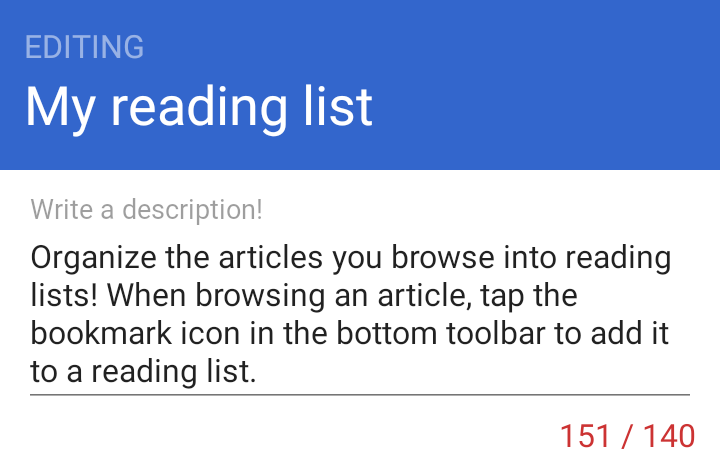 EDITING
My reading list
Write a description!
Organize the articles you browse into reading
lists! When browsing an article, tap the
bookmark icon in the bottom toolbar to add it
to a reading list.
151 / 140